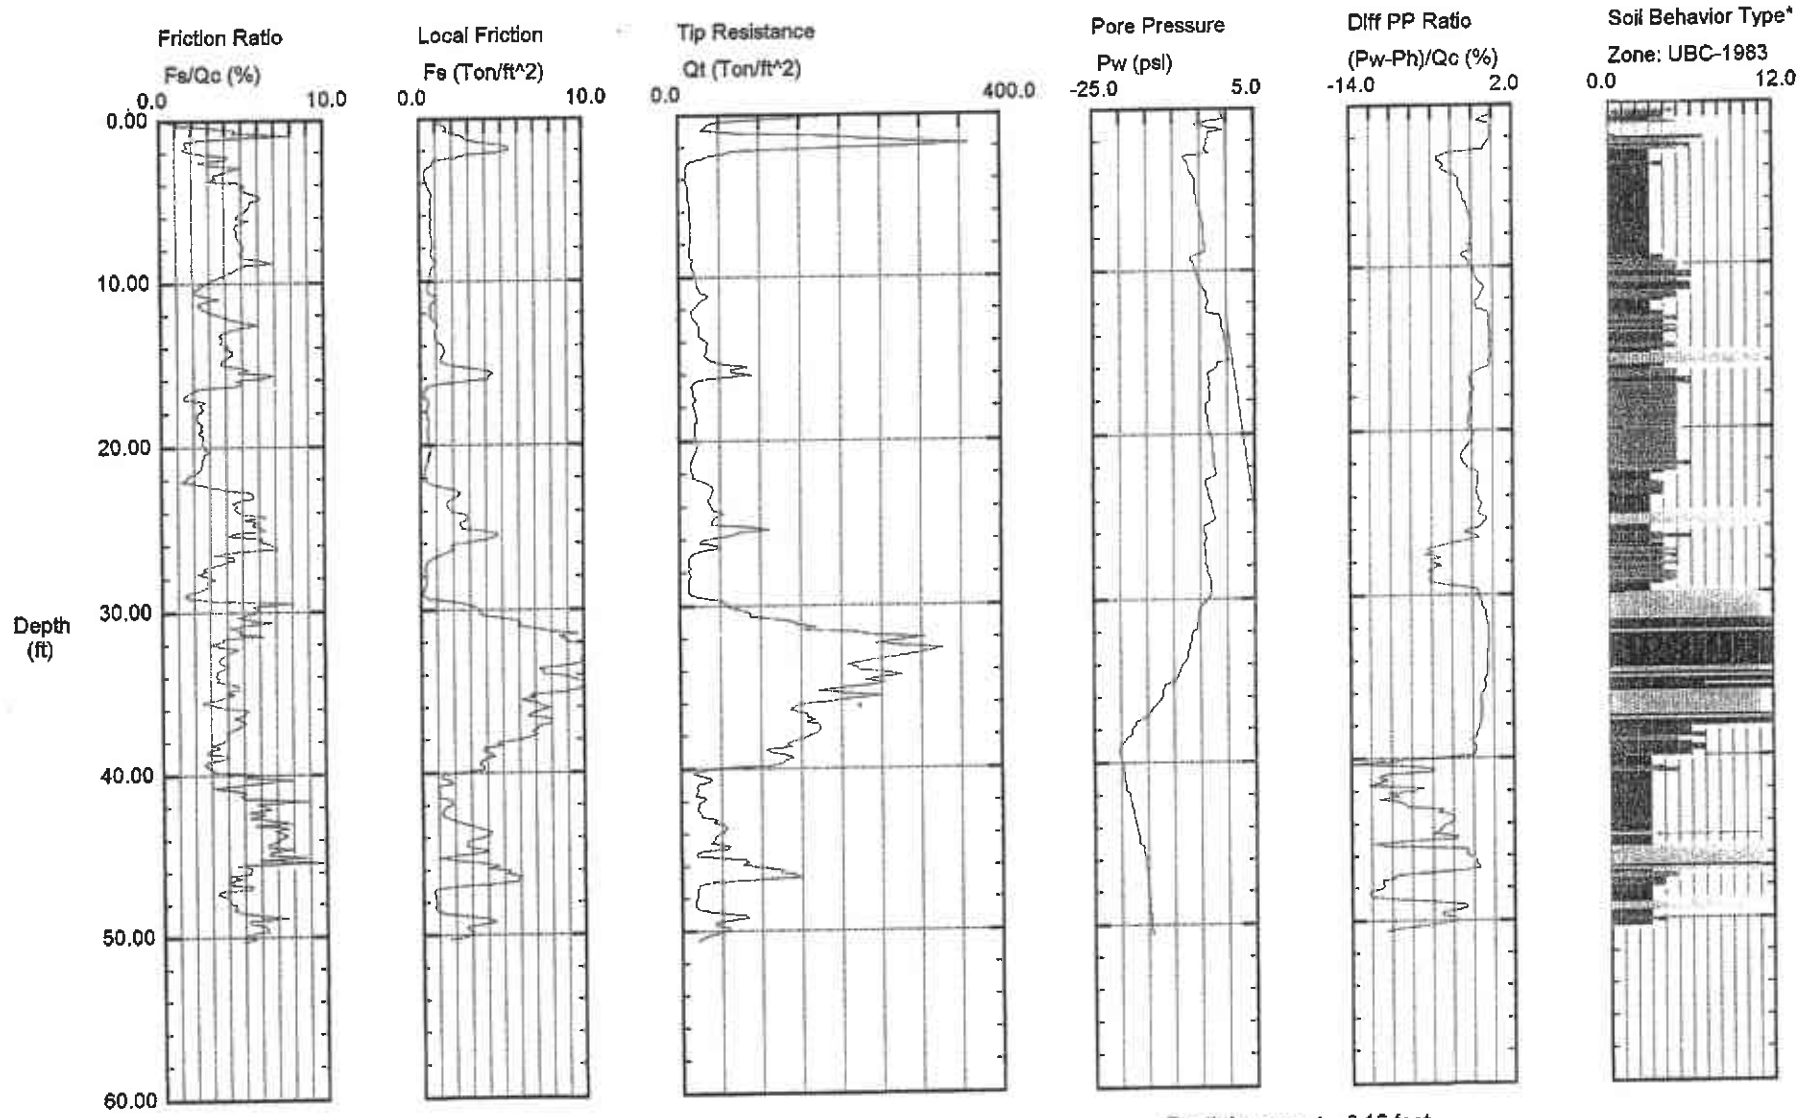 Friction Ratio
Fs/Qc (%)
0.0 10.0
Local Friction
Fs (Ton/ft^2)
0.0 10.0
Tip Resistance
Qt (Ton/ft^2)
0.0 400.0
Pore Pressure
Pw (psi)
-25.0 5.0
Diff PP Ratio
(Pw-Ph)/Qc (%)
-14.0 2.0
Soil Behavior Type*
Zone: UBC-1983
0.0 12.0
0.00
10.00
20.00
30.00
40.00
50.00
60.00
Depth
(ft)